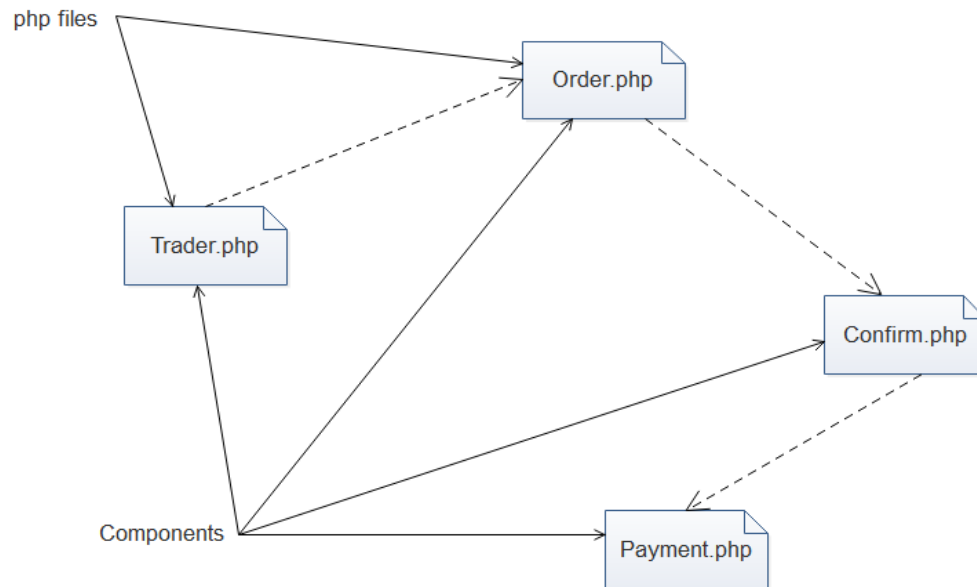 php files
Order.php
Trader.php
Confirm.php
Components
Payment.php